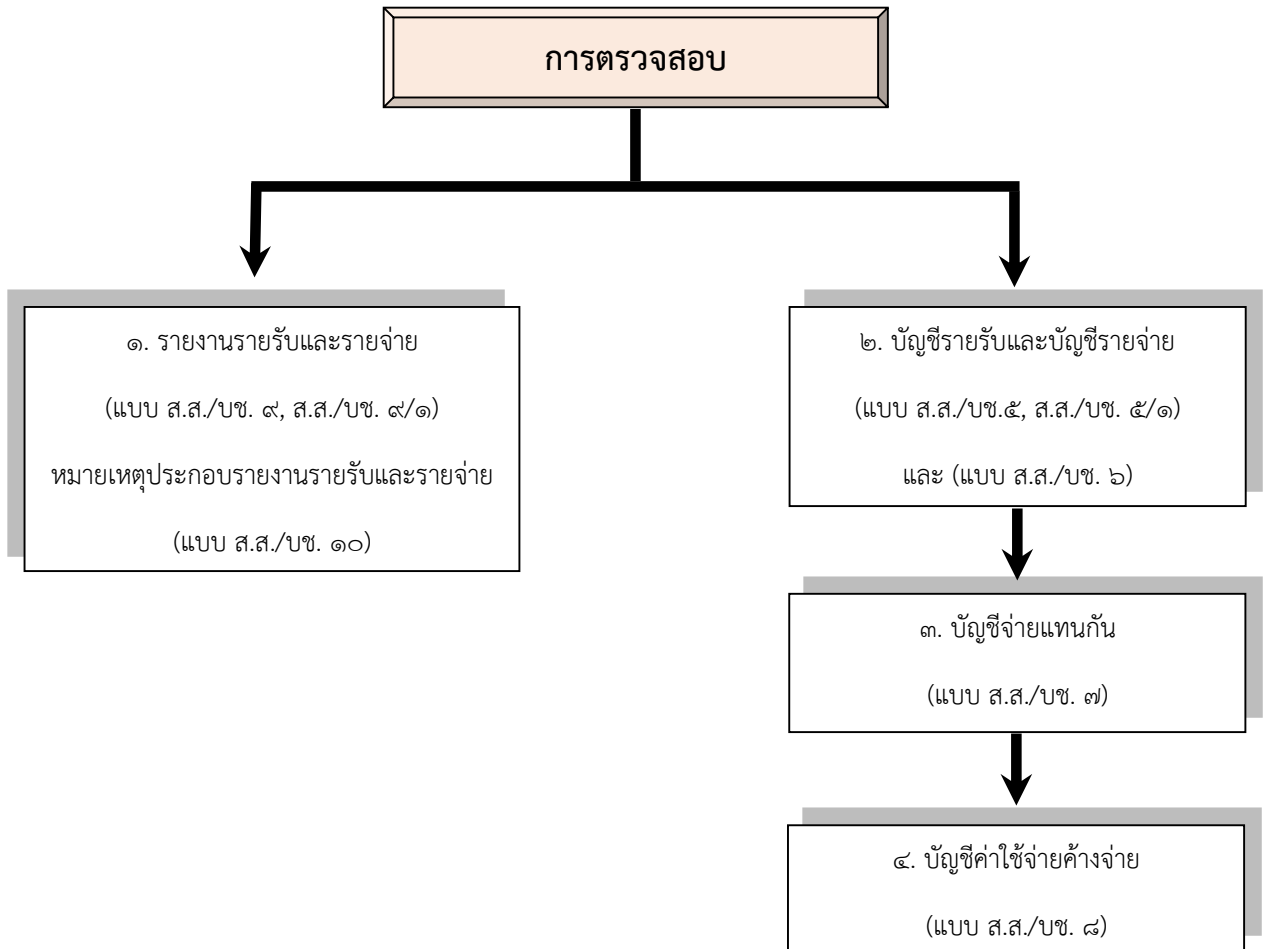 การตรวจสอบ
๑. รายงานรายรับและรายจ่าย
(แบบ ส.ส./บช. ๙, ส.ส./บช. ๙/๑)
หมายเหตุประกอบรายงานรายรับและรายจ่าย
(แบบ ส.ส./บช. ๑๐)
๒. บัญชีรายรับและบัญชีรายจ่าย
(แบบ ส.ส./บช.๕, ส.ส./บช. ๕/๑)
และ (แบบ ส.ส./บช. ๖)
๓. บัญชีจ่ายแทนกัน
(แบบ ส.ส./บช. ๗)
๔. บัญชีค่าใช้จ่ายค้างจ่าย
(แบบ ส.ส./บช. ๘)